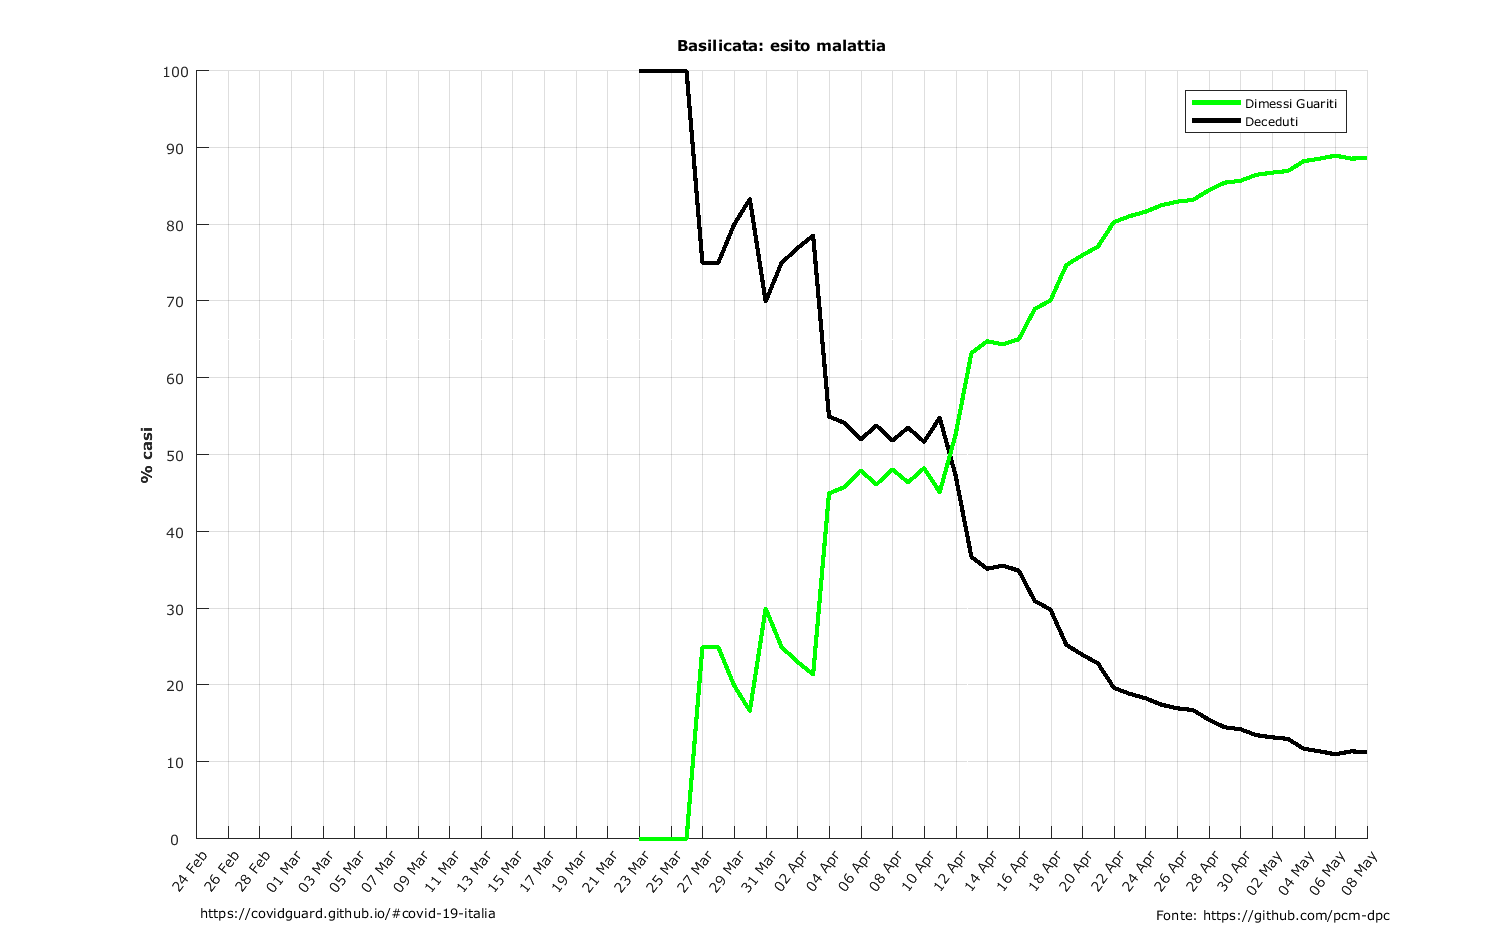 Basilicata: esito malattia
100
90
80
70
60
50
40
30
20
10
0
% casi
Dimessi Guariti
Deceduti
24 Feb
26 Feb
28 Feb
01 Mar
03 Mar
05 Mar
07 Mar
09 Mar
11 Mar
13 Mar
15 Mar
17 Mar
19 Mar
21 Mar
23 Mar
25 Mar
27 Mar
29 Mar
31 Mar
02 Apr
04 Apr
06 Apr
08 Apr
10 Apr
12 Apr
14 Apr
16 Apr
18 Apr
20 Apr
22 Apr
24 Apr
26 Apr
28 Apr
30 Apr
02 May
04 May
06 May
08 May
https://covidguard.github.io/#covid-19-italia
Fonte: https://github.com/pcm-dpc